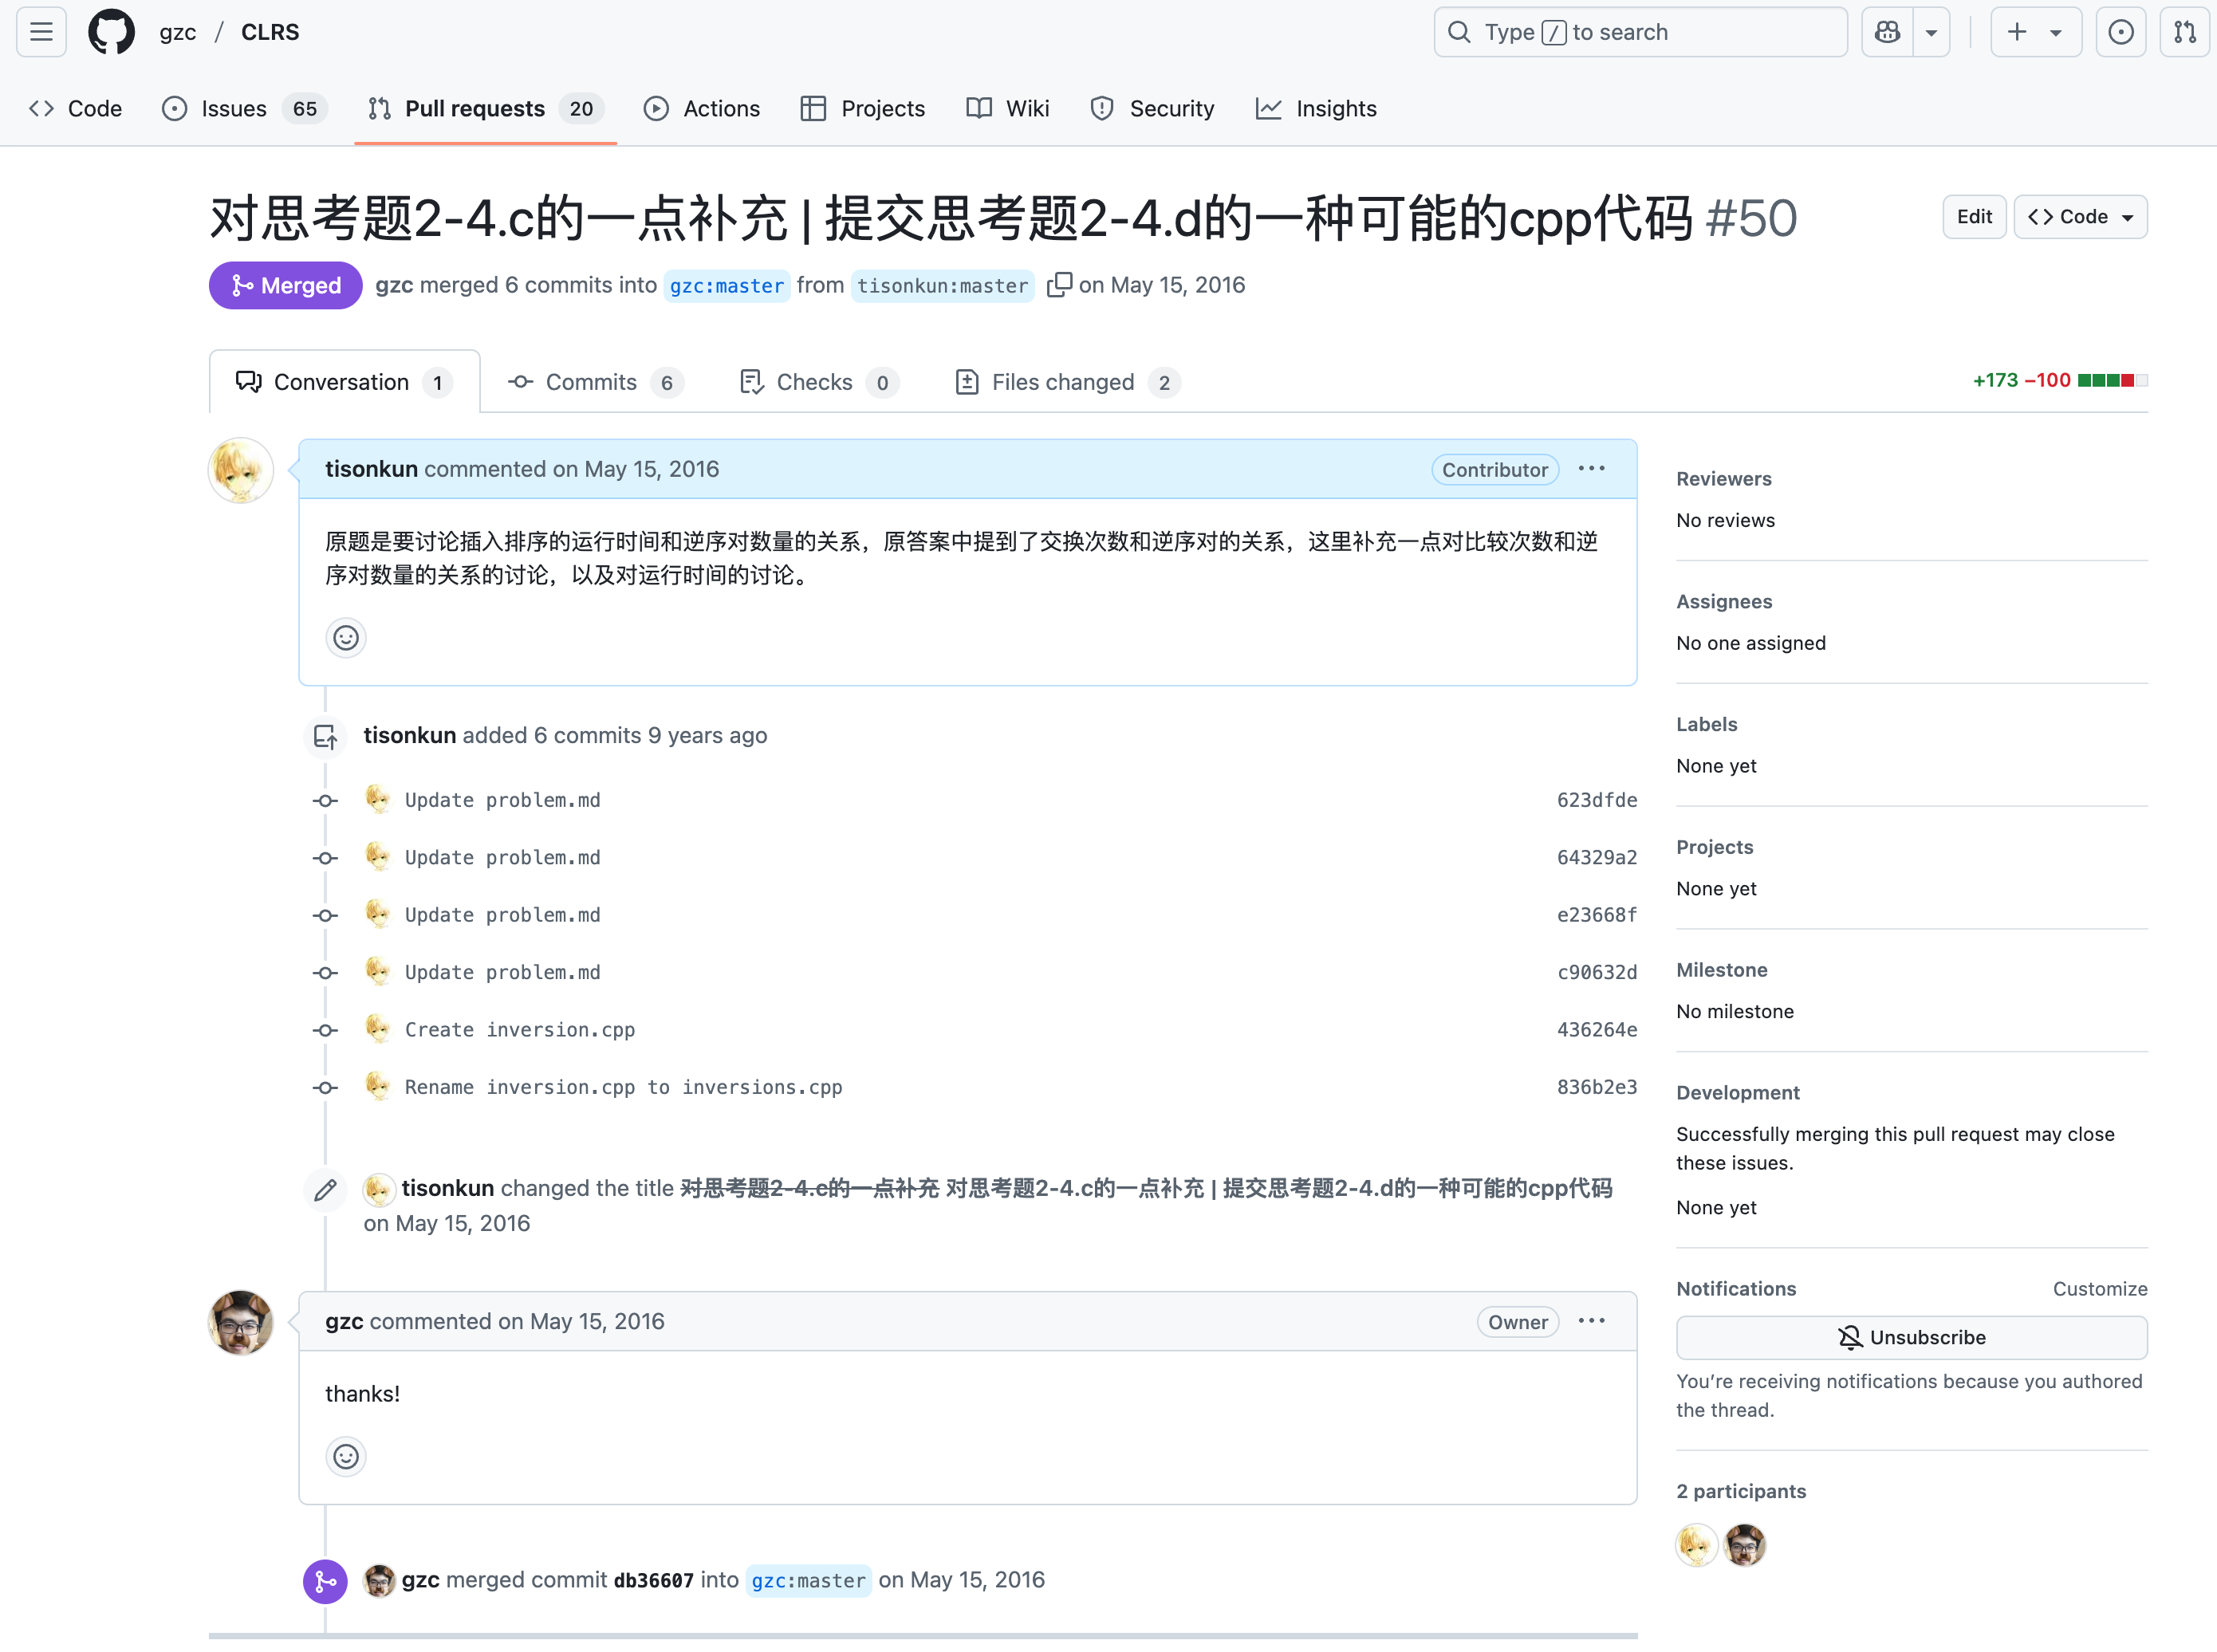 gzc / CLRS
Type / to search
Code
Issues 65
Pull requests 20
Actions
Projects
Wiki
Security
Insights
对思考题2-4.c的一点补充 | 提交思考题2-4.d的一种可能的cpp代码 #50
Edit
<> Code
Merged
gzc merged 6 commits into gzc:master from tisonkun:master on May 15, 2016
Conversation 1
Commits 6
Checks 0
Files changed 2
+173 −100
tisonkun commented on May 15, 2016
Contributor
原题是要讨论插入排序的运行时间和逆序对数量的关系，原答案中提到了交换次数和逆序对的关系，这里补充一点对比较次数和逆
序对数量的关系的讨论，以及对运行时间的讨论。
tisonkun added 6 commits 9 years ago
Update problem.md 623dfde
Update problem.md 64329a2
Update problem.md e23668f
Update problem.md c90632d
Create inversion.cpp 436264e
Rename inversion.cpp to inversions.cpp 836b2e3
tisonkun changed the title 对思考题2-4.c的一点补充 对思考题2-4.c的一点补充 | 提交思考题2-4.d的一种可能的cpp代码
on May 15, 2016
gzc commented on May 15, 2016
Owner
thanks!
gzc merged commit db36607 into gzc:master on May 15, 2016
Reviewers
No reviews
Assignees
No one assigned
Labels
None yet
Projects
None yet
Milestone
No milestone
Development
Successfully merging this pull request may close
these issues.
None yet
Notifications
Customize
Unsubscribe
You're receiving notifications because you authored
the thread.
2 participants